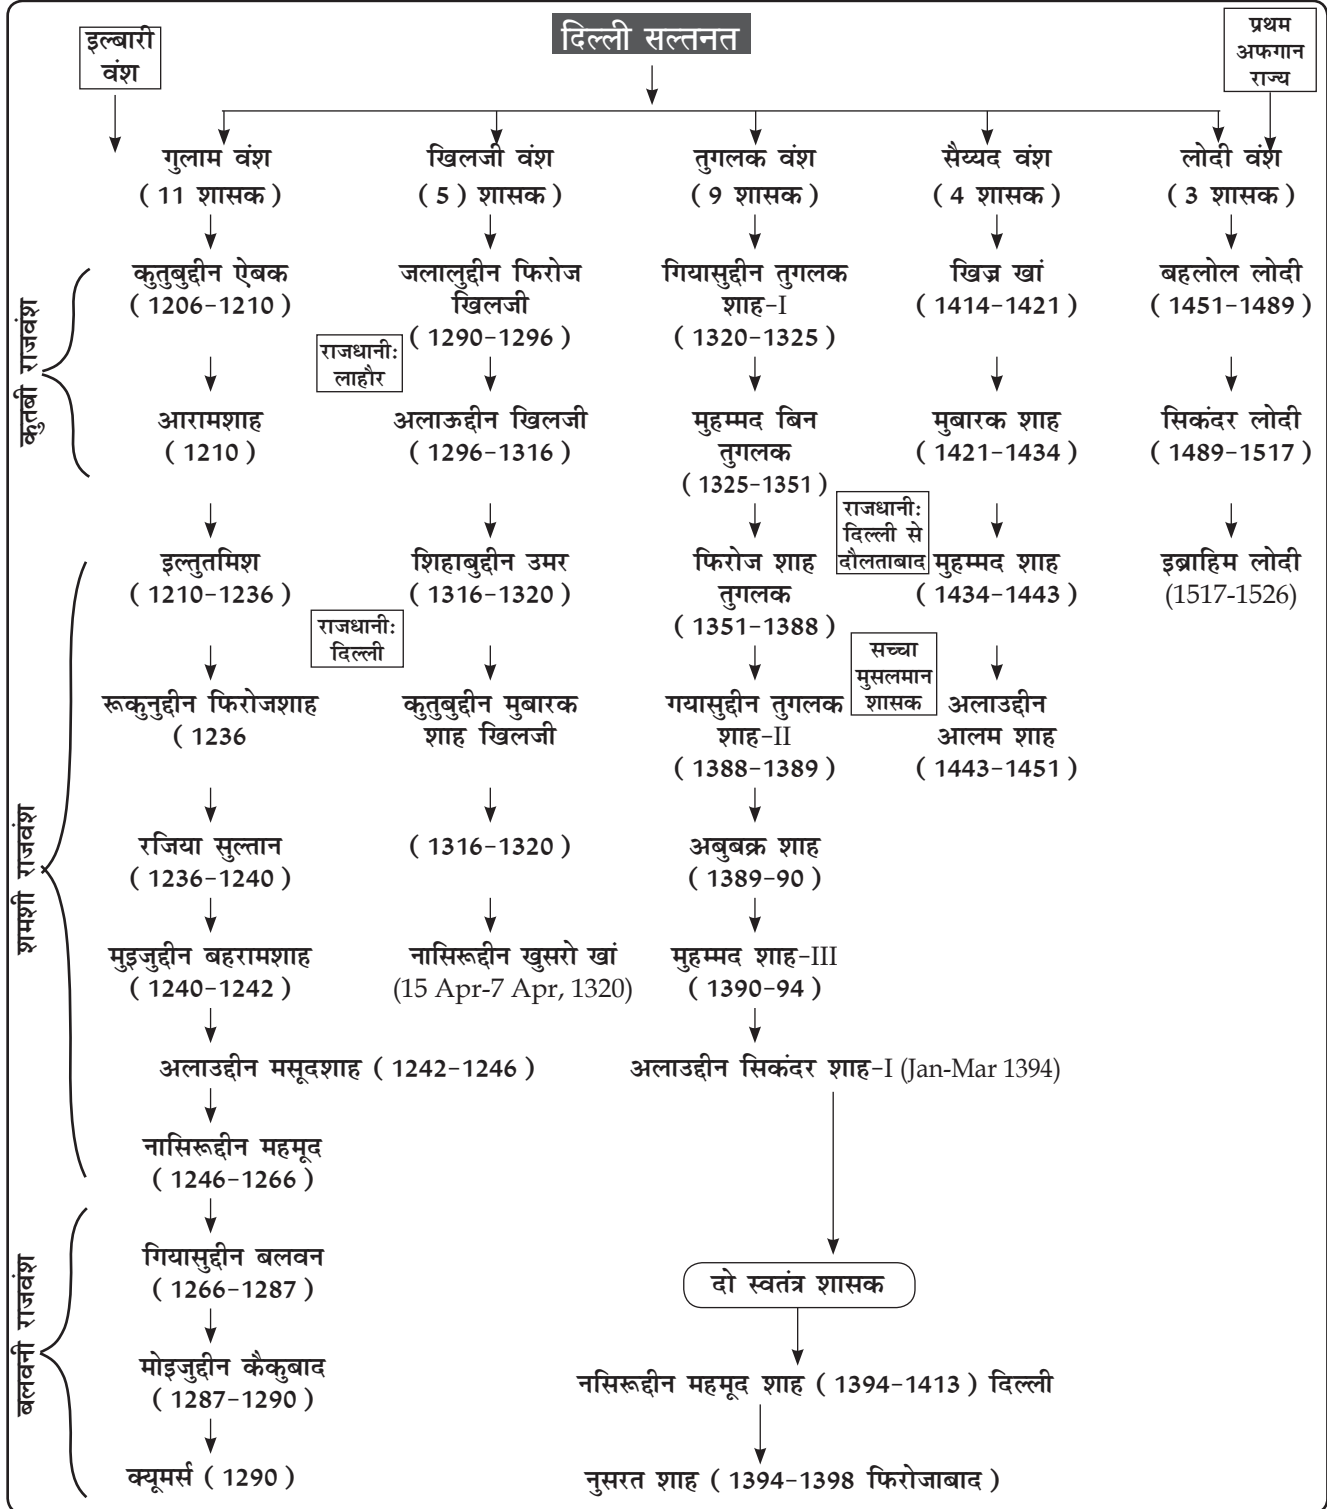 दिल्ली सल्तनत
इल्बारी
वंश
प्रथम
अफगान
राज्य
गुलाम वंश
( 11 शासक )
कुतबी राजवंश
कुतुबुद्दीन ऐबक
( 1206-1210 )
राजधानीः
लाहौर
आरामशाह
( 1210 )
शमशी राजवंश
इल्तुतमिश
( 1210-1236 )
राजधानीः
दिल्ली
रूकुनुद्दीन फिरोजशाह
( 1236
रजिया सुल्तान
( 1236-1240 )
मुइजुद्दीन बहरामशाह
( 1240-1242 )
अलाउद्दीन मसूदशाह ( 1242-1246 )
नासिरूद्दीन महमूद
( 1246-1266 )
बलवनी राजवंश
गियासुद्दीन बलवन
( 1266-1287 )
मोइजुद्दीन कैकुबाद
( 1287-1290 )
क्यूमर्स ( 1290 )
खिलजी वंश
( 5 ) शासक )
जलालुद्दीन फिरोज
खिलजी
( 1290-1296 )
अलाऊद्दीन खिलजी
( 1296-1316 )
शिहाबुद्दीन उमर
( 1316-1320 )
कुतुबुद्दीन मुबारक
शाह खिलजी
( 1316-1320 )
नासिरूद्दीन खुसरो खां
(15 Apr-7 Apr, 1320)
तुगलक वंश
( 9 शासक )
गियासुद्दीन तुगलक
शाह-I
( 1320-1325 )
मुहम्मद बिन
तुगलक
( 1325-1351 )
राजधानीः
दिल्ली से
दौलताबाद
फिरोज शाह
तुगलक
( 1351-1388 )
सच्चा
मुसलमान
शासक
गयासुद्दीन तुगलक
शाह-II
( 1388-1389 )
अबुबक्र शाह
( 1389-90 )
मुहम्मद शाह-III
( 1390-94 )
अलाउद्दीन सिकंदर शाह-I (Jan-Mar 1394)
दो स्वतंत्र शासक
नसिरूद्दीन महमूद शाह ( 1394-1413 ) दिल्ली
नुसरत शाह ( 1394-1398 फिरोजाबाद )
सैय्यद वंश
( 4 शासक )
खिज्र खां
( 1414-1421 )
मुबारक शाह
( 1421-1434 )
मुहम्मद शाह
( 1434-1443 )
अलाउद्दीन
आलम शाह
( 1443-1451 )
लोदी वंश
( 3 शासक )
बहलोल लोदी
( 1451-1489 )
सिकंदर लोदी
( 1489-1517 )
इब्राहिम लोदी
(1517-1526)